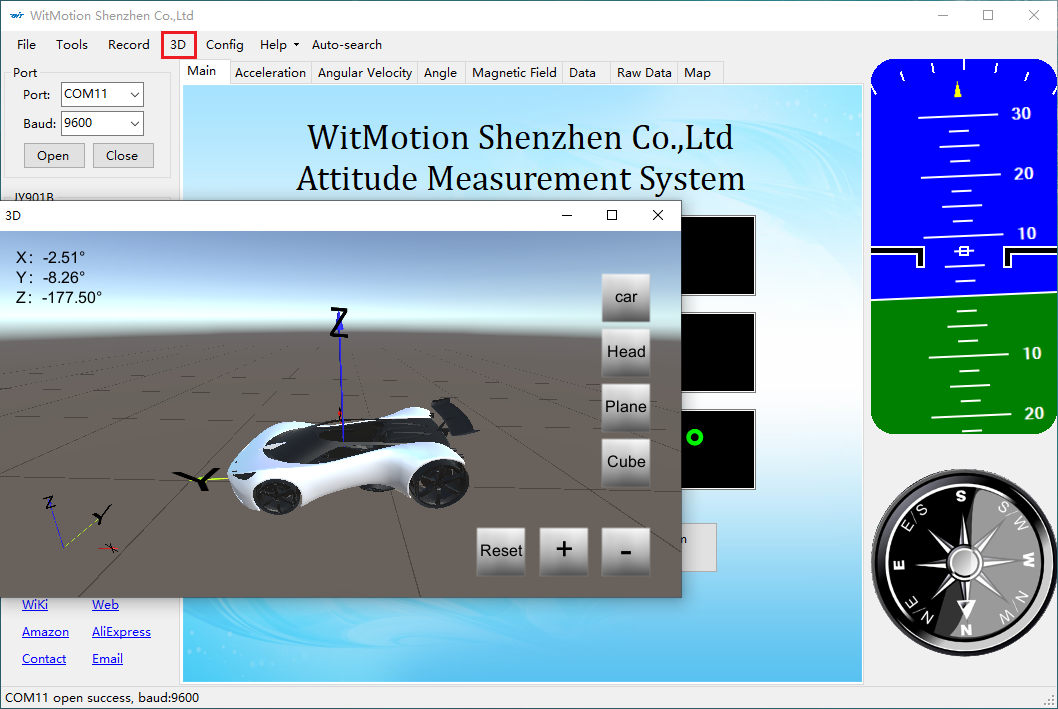 WitMotion Shenzhen Co.,Ltd
File Tools Record 3D Config Help Auto-search
Port
Port: COM11
Baud: 9600
Open Close
JY901B
Main Acceleration Angular Velocity Angle Magnetic Field Data Raw Data Map
WitMotion Shenzhen Co.,Ltd
Attitude Measurement System
3D
X: -2.51°
Y: -8.26°
Z: -177.50°
Z
Y
Z
Y
X
car
Head
Plane
Cube
Reset + -
30
20
10
10
20
S
S/W
W
N/W
N
N/E
E
E/S
WiKi Web
Amazon AliExpress
Contact Email
COM11 open success, baud:9600